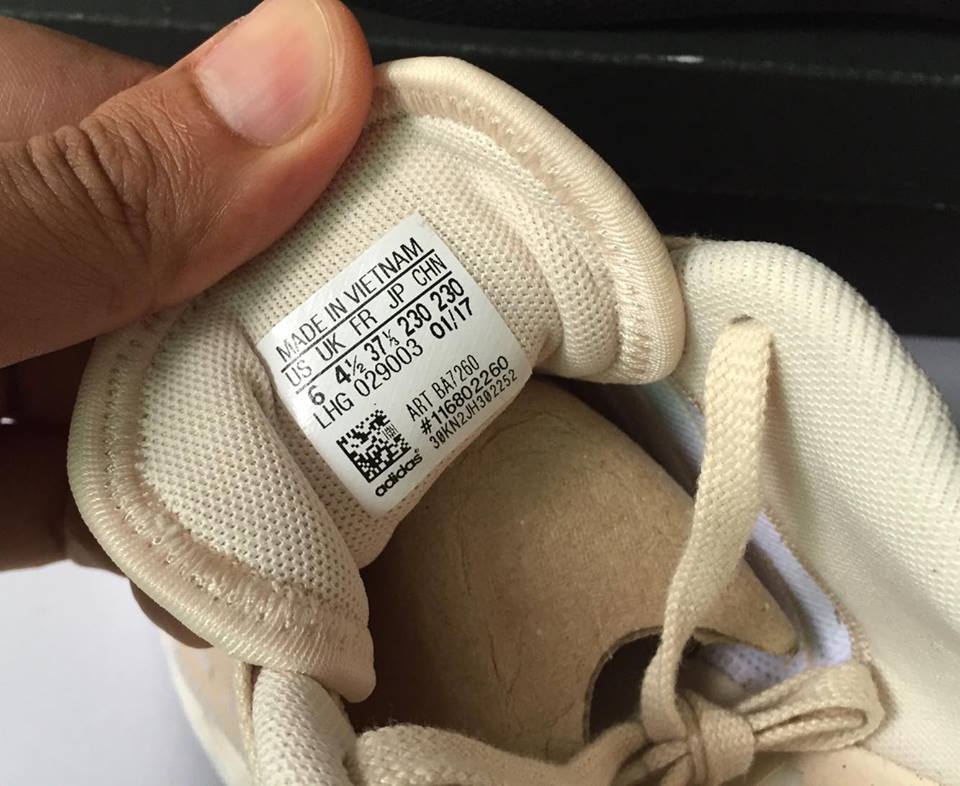 MADE IN VIETNAM
US UK FR JP CHN
6 4½ 37⅓ 230 230
LHG 029003 01/17
ART BA7260
#116802260
30KN2JH302252
adidas®